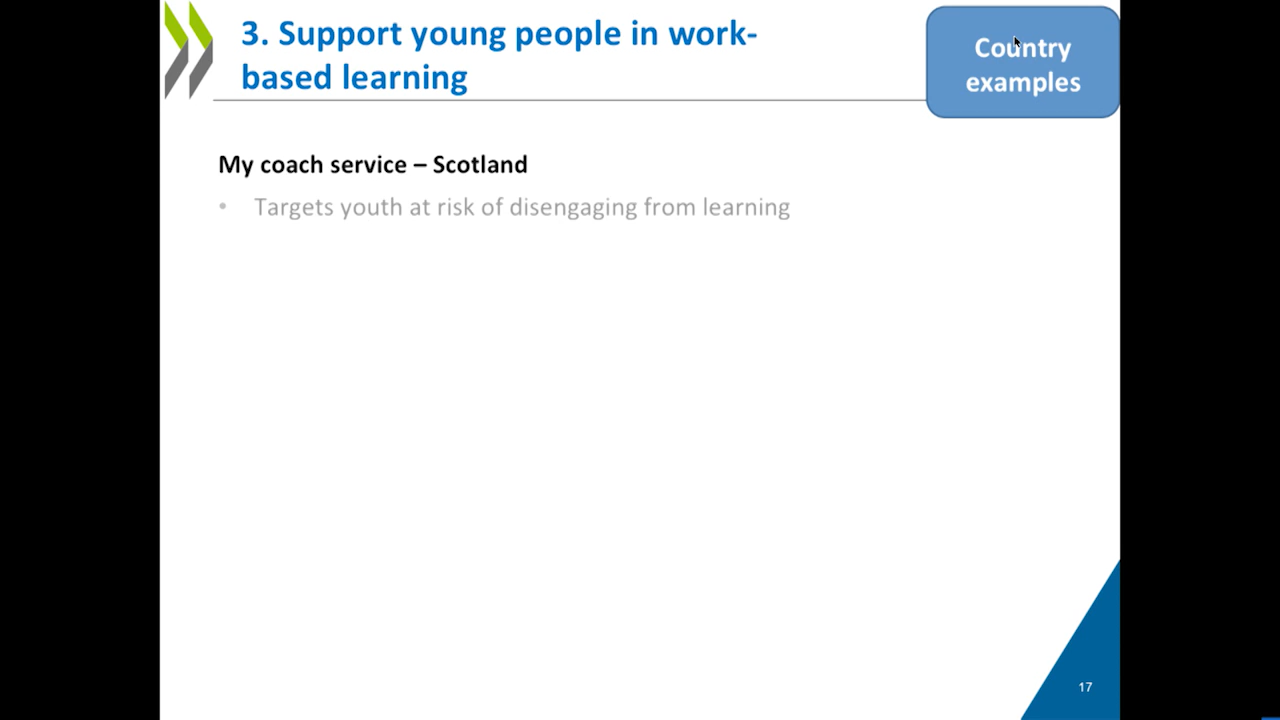 3. Support young people in work-
based learning
Country
examples
My coach service – Scotland
• Targets youth at risk of disengaging from learning
17